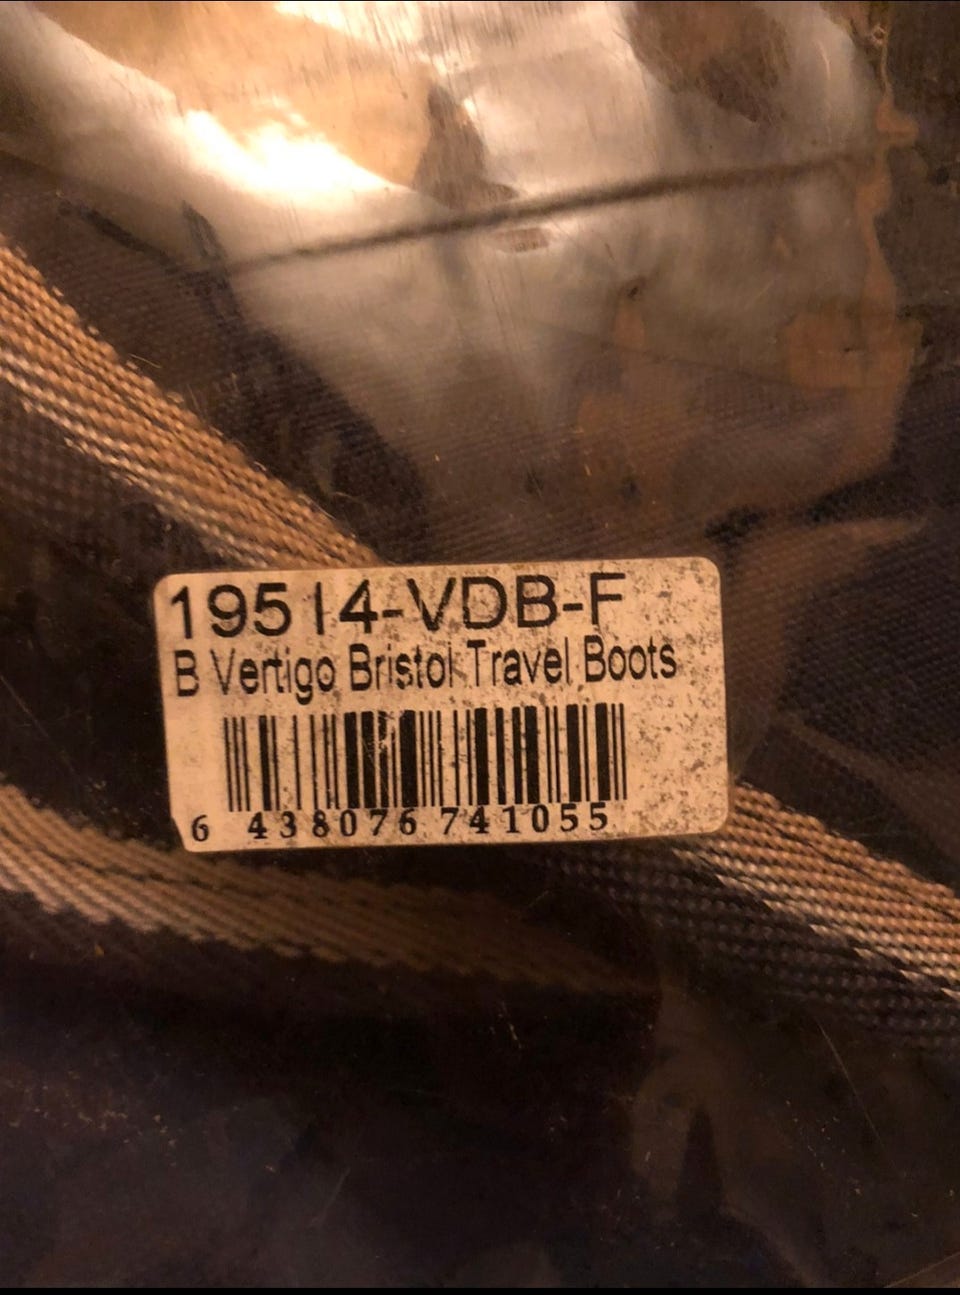 19514-VDB-F
B Vertigo Bristol Travel Boots
6 438076 741055